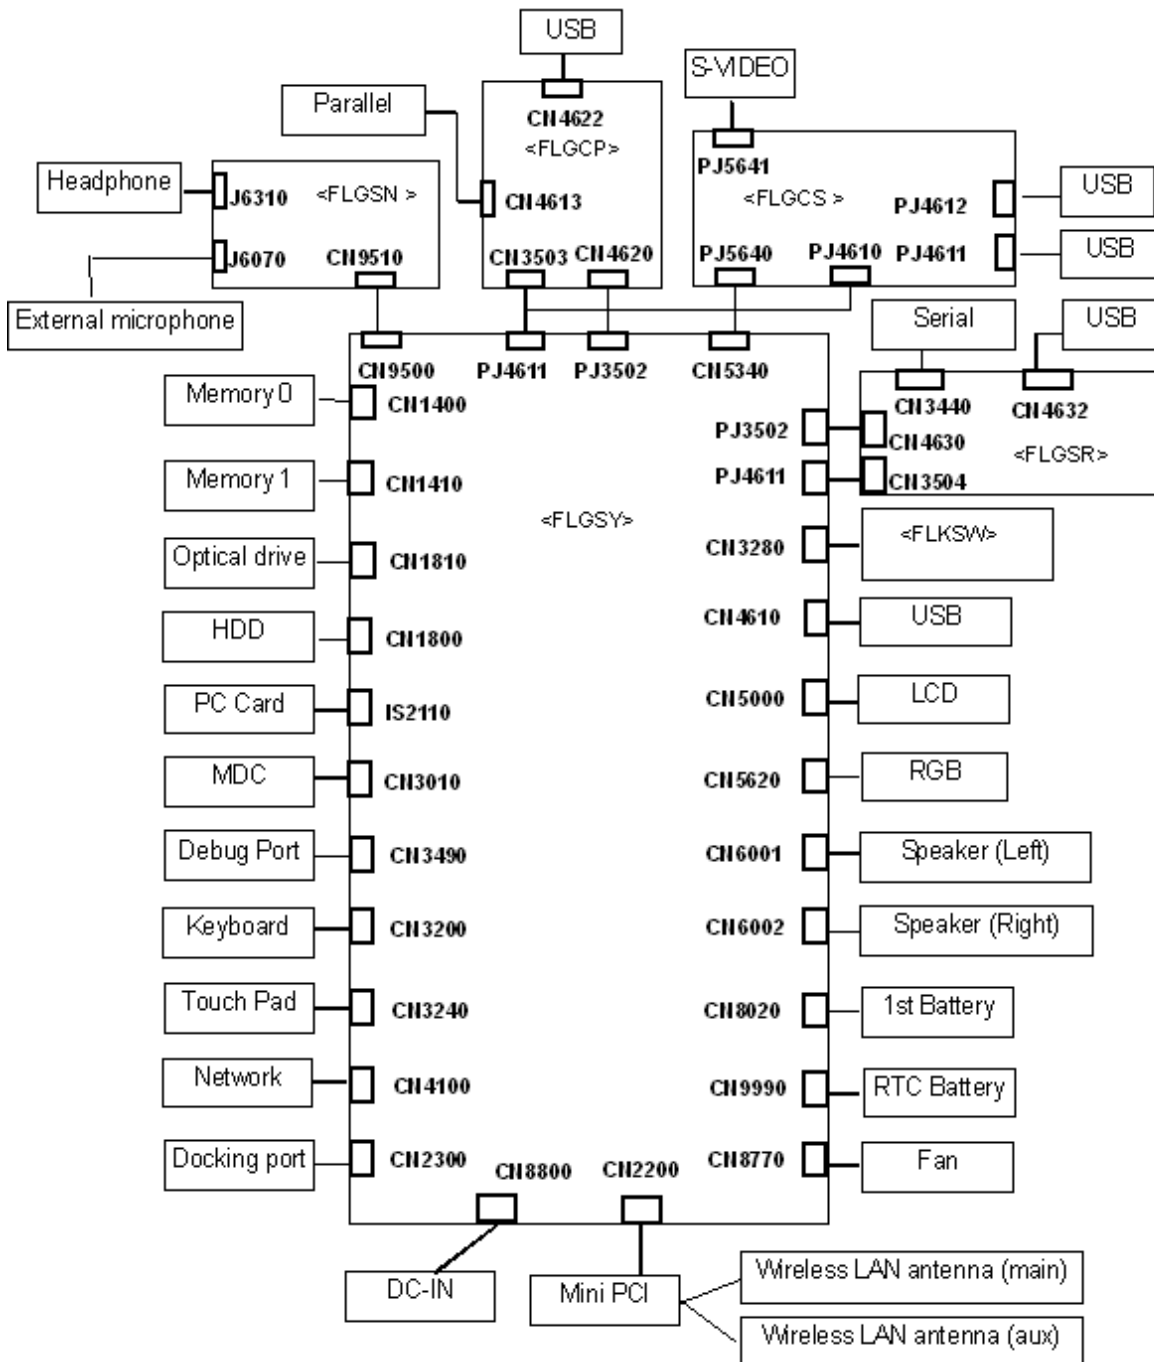 USB
S-VIDEO
Parallel
CN4622
<FLGCP>
PJ5641
Headphone
J6310
<FLGSN >
CN4613
<FLGCS >
PJ4612
USB
J6070
CN9510
CN3503
CN4620
PJ5640
PJ4610
PJ4611
USB
External microphone
Serial
USB
CN9500
PJ4611
PJ3502
CN5340
Memory 0
CN1400
CN3440
CN4632
PJ3502
CN4630
<FLGSR>
Memory 1
CN1410
PJ4611
CN3504
<FLGSY>
<FLKSW>
Optical drive
CN1810
CN3280
HDD
CN1800
CN4610
USB
PC Card
IS2110
CN5000
LCD
MDC
CN3010
CN5620
RGB
Debug Port
CN3490
CN6001
Speaker (Left)
Keyboard
CN3200
CN6002
Speaker (Right)
Touch Pad
CN3240
CN8020
1st Battery
Network
CN4100
CN9990
RTC Battery
Docking port
CN2300
CN8800
CN2200
CN8770
Fan
DC-IN
Mini PCI
Wireless LAN antenna (main)
Wireless LAN antenna (aux)